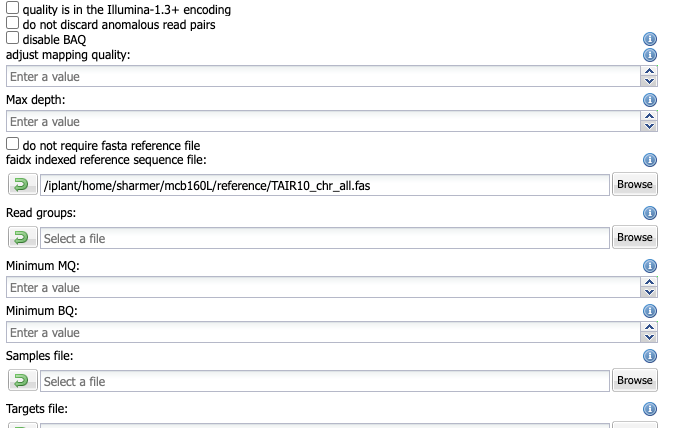 quality is in the Illumina-1.3+ encoding
do not discard anomalous read pairs
disable BAQ
adjust mapping quality:
Enter a value
Max depth:
Enter a value
do not require fasta reference file
faidx indexed reference sequence file:
/iplant/home/sharmer/mcb160L/reference/TAIR10_chr_all.fas Browse
Read groups:
Select a file Browse
Minimum MQ:
Enter a value
Minimum BQ:
Enter a value
Samples file:
Select a file Browse
Targets file: